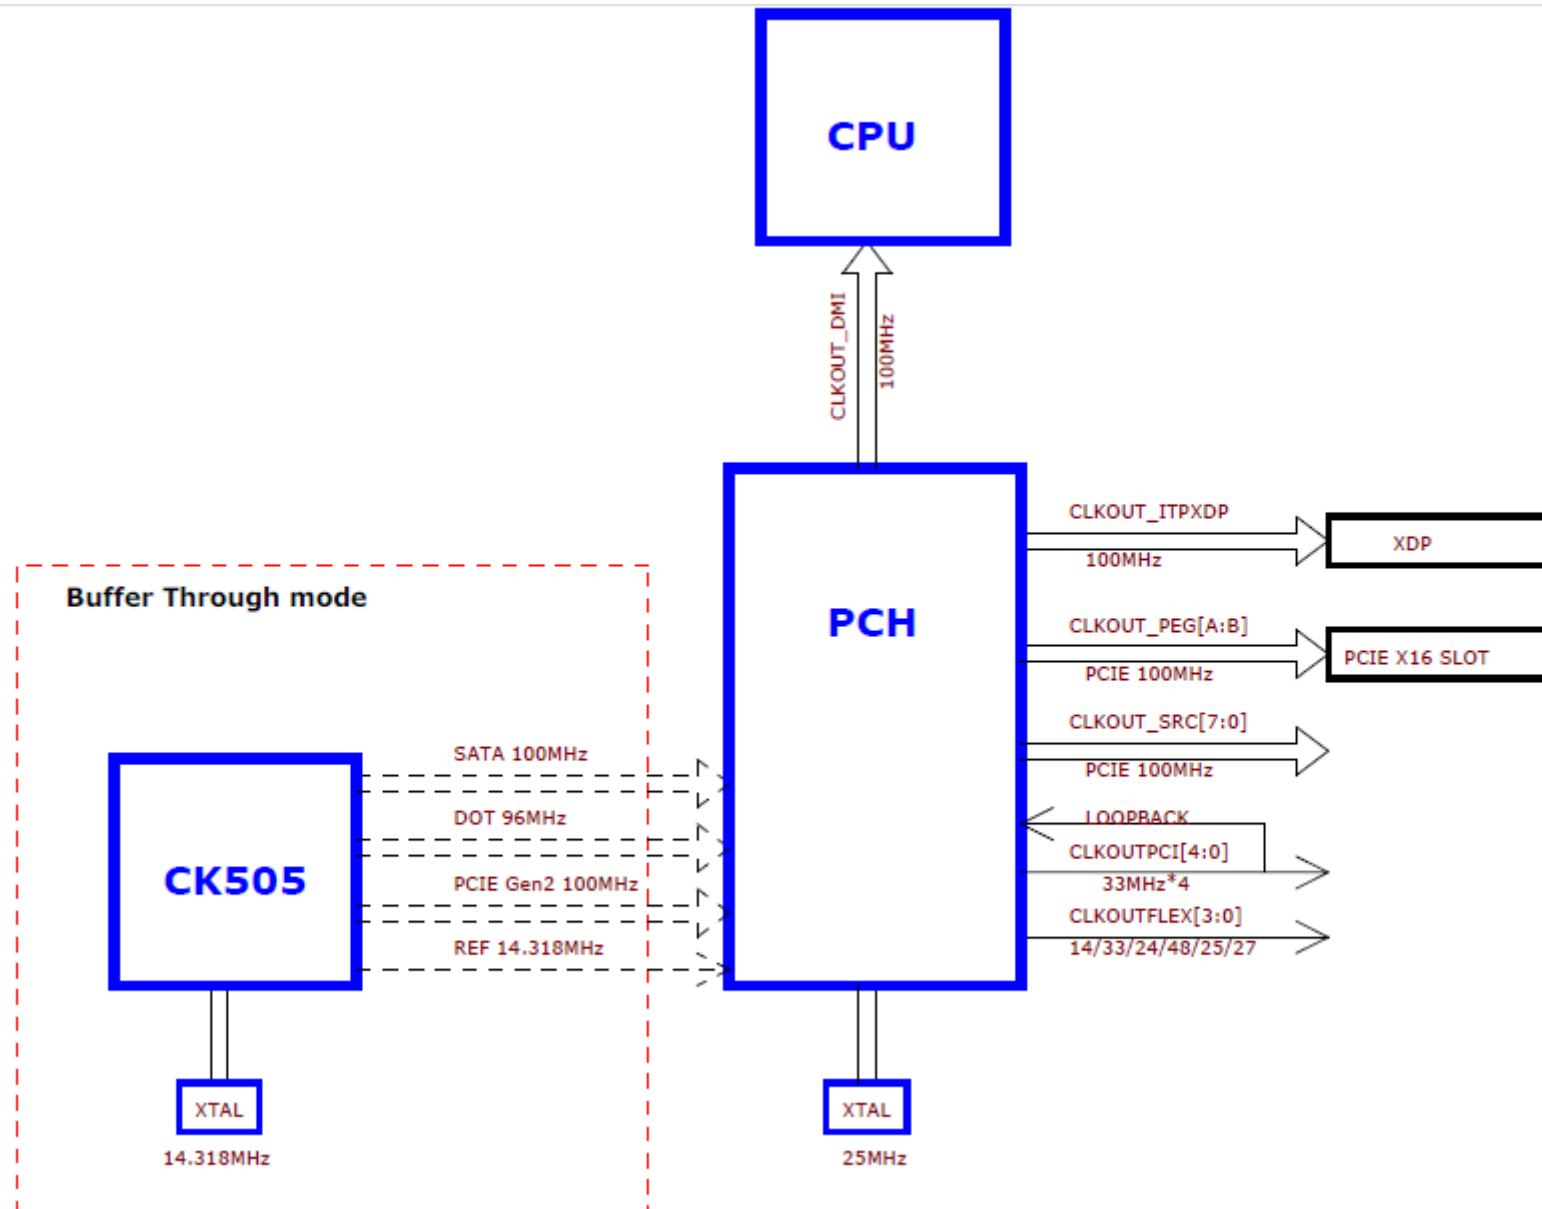 CPU
CLKOUT_DMI
100MHz
CLKOUT_ITPXDP
100MHz
XDP
Buffer Through mode
PCH
CLKOUT_PEG[A:B]
PCIE 100MHz
PCIE X16 SLOT
CLKOUT_SRC[7:0]
PCIE 100MHz
SATA 100MHz
DOT 96MHz
LOOPBACK
CLKOUTPCI[4:0]
33MHz*4
CK505
PCIE Gen2 100MHz
REF 14.318MHz
CLKOUTFLEX[3:0]
14/33/24/48/25/27
XTAL
14.318MHz
XTAL
25MHz